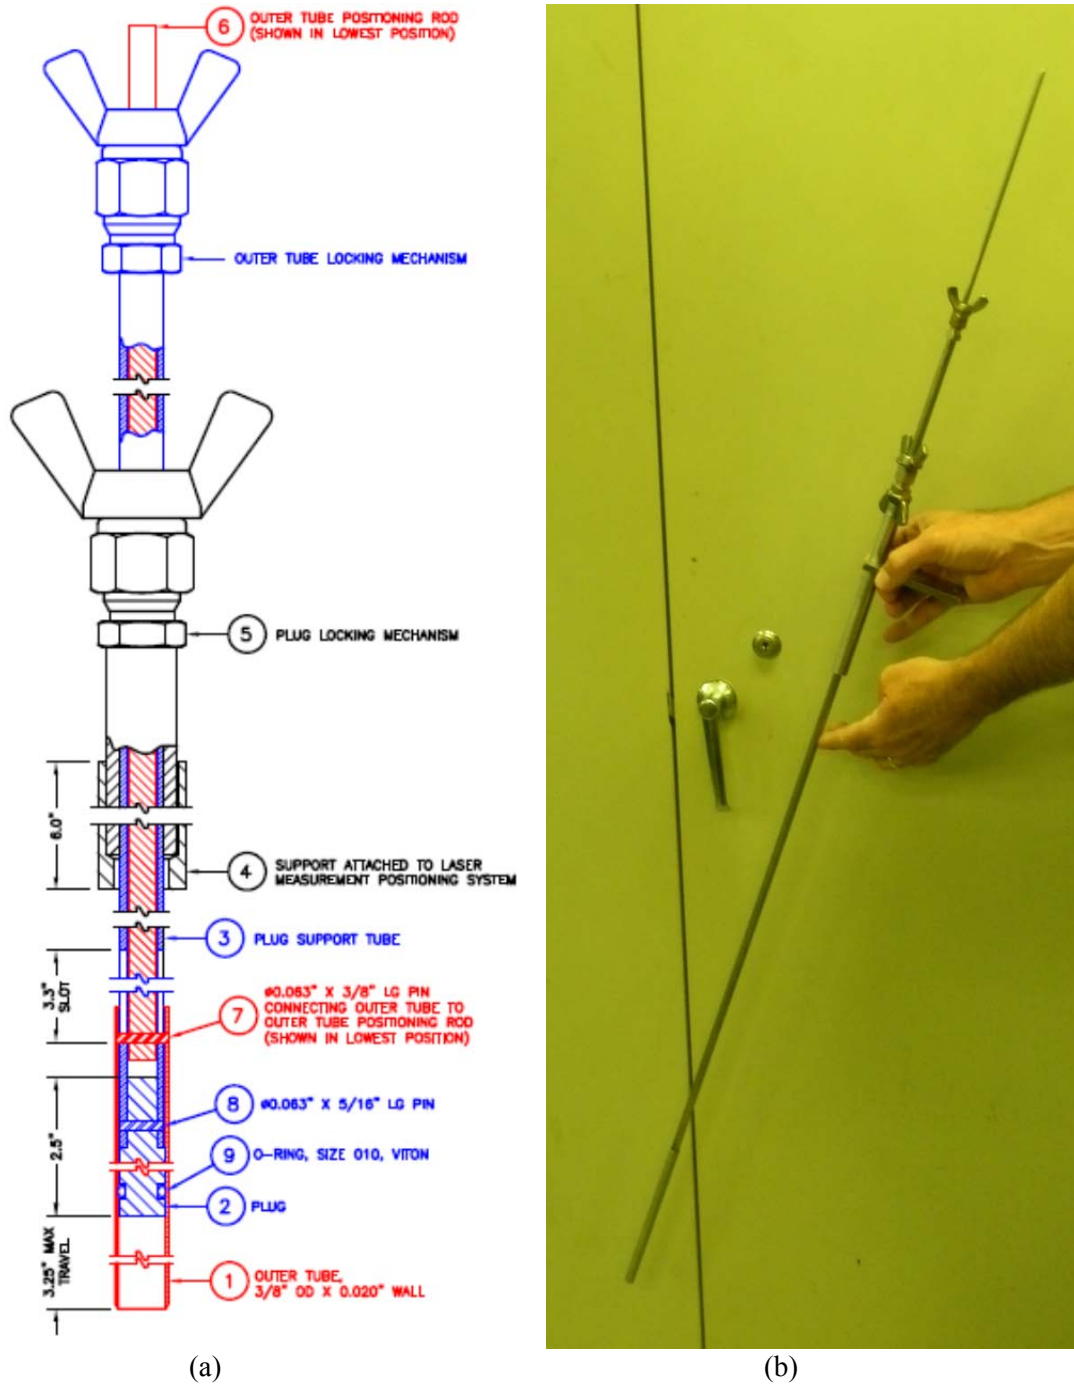 6 OUTER TUBE POSITIONING ROD
(SHOWN IN LOWEST POSITION)
OUTER TUBE LOCKING MECHANISM
5 PLUG LOCKING MECHANISM
6.0"
4 SUPPORT ATTACHED TO LASER
MEASUREMENT POSITIONING SYSTEM
3 PLUG SUPPORT TUBE
3.3"
SLOT
7 ø0.063" X 3/8" LG PIN
CONNECTING OUTER TUBE TO
OUTER TUBE POSITIONING ROD
(SHOWN IN LOWEST POSITION)
8 ø0.063" X 5/16" LG PIN
2.5"
9 O-RING, SIZE 010, VITON
2 PLUG
3.25" MAX
TRAVEL
1 OUTER TUBE,
3/8" OD X 0.020" WALL
(a)
(b)